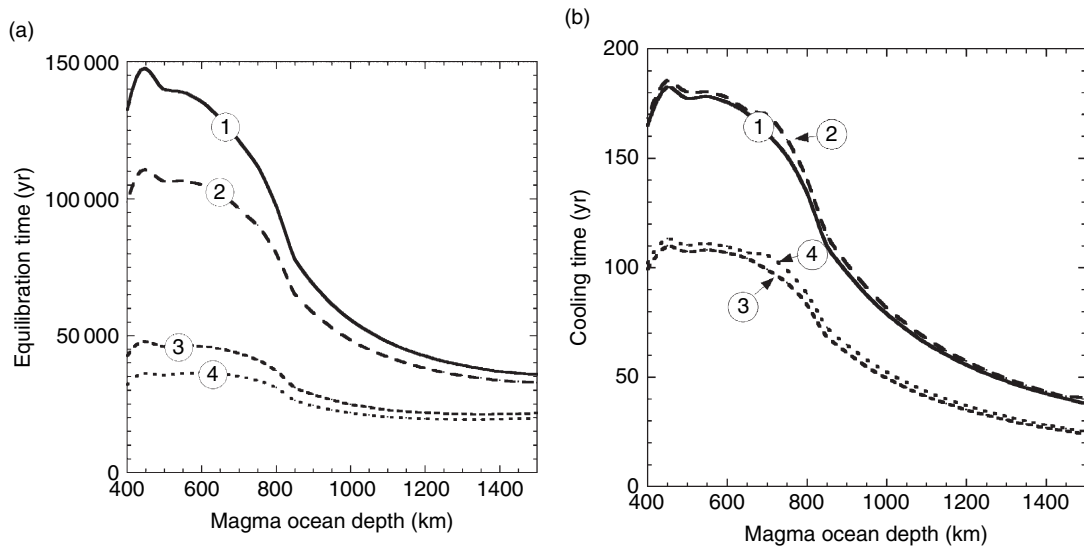 (a)
150 000
100 000
50 000
0
Equilibration time (yr)
1
2
3
4
400 600 800 1000 1200 1400
Magma ocean depth (km)
(b)
200
150
100
50
0
Cooling time (yr)
1
2
4
3
400 600 800 1000 1200 1400
Magma ocean depth (km)